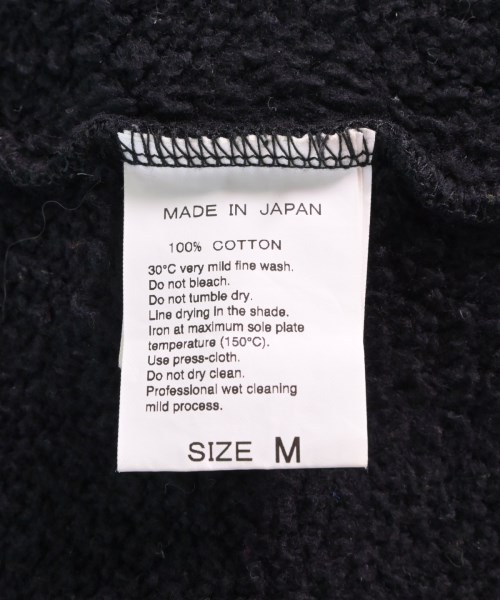 MADE IN JAPAN
100% COTTON
30°C very mild fine wash.
Do not bleach.
Do not tumble dry.
Line drying in the shade.
Iron at maximum sole plate
temperature (150°C).
Use press-cloth.
Do not dry clean.
Professional wet cleaning
mild process.
SIZE M